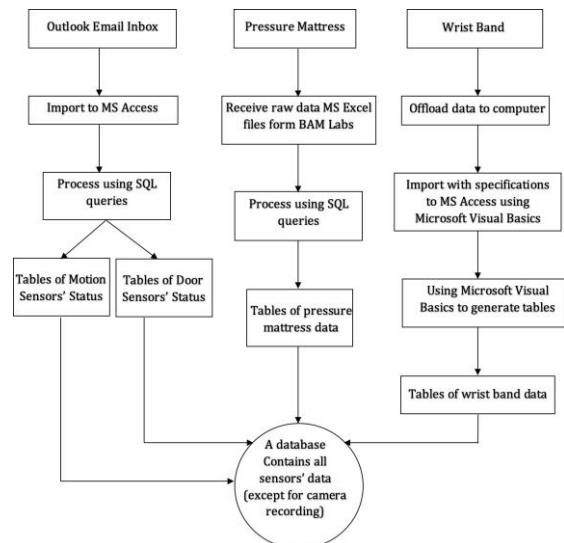 Outlook Email Inbox
Pressure Mattress
Wrist Band
Import to MS Access
Receive raw data MS Excel
files form BAM Labs
Offload data to computer
Process using SQL
queries
Process using SQL
queries
Import with specifications
to MS Access using
Microsoft Visual Basics
Tables of Motion
Sensors' Status
Tables of Door
Sensors' Status
Tables of pressure
mattress data
Using Microsoft Visual
Basics to generate tables
Tables of wrist band data
A database
Contains all
sensors' data
(except for camera
recording)